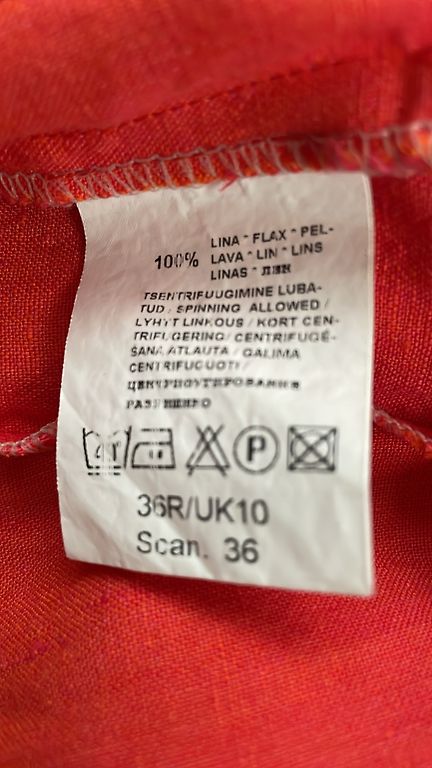 100% LINA * FLAX * PEL-
LAVA * LIN * LINS
LINAS * ЛЕН
TSENTRIFUUGIMINE LUBA-
TUD / SPINNING ALLOWED /
LYHYT LINKOUS / KORT CEN-
TRIFUGERING/ CENTRIFUGĒ-
ŠANA ATLAUTA / GALIMA
CENTRIFUGUOTI /
ЦЕНТРИФУГИРОВАНИЕ
РАЗРЕШЕНО
P
36R/UK10
Scan. 36